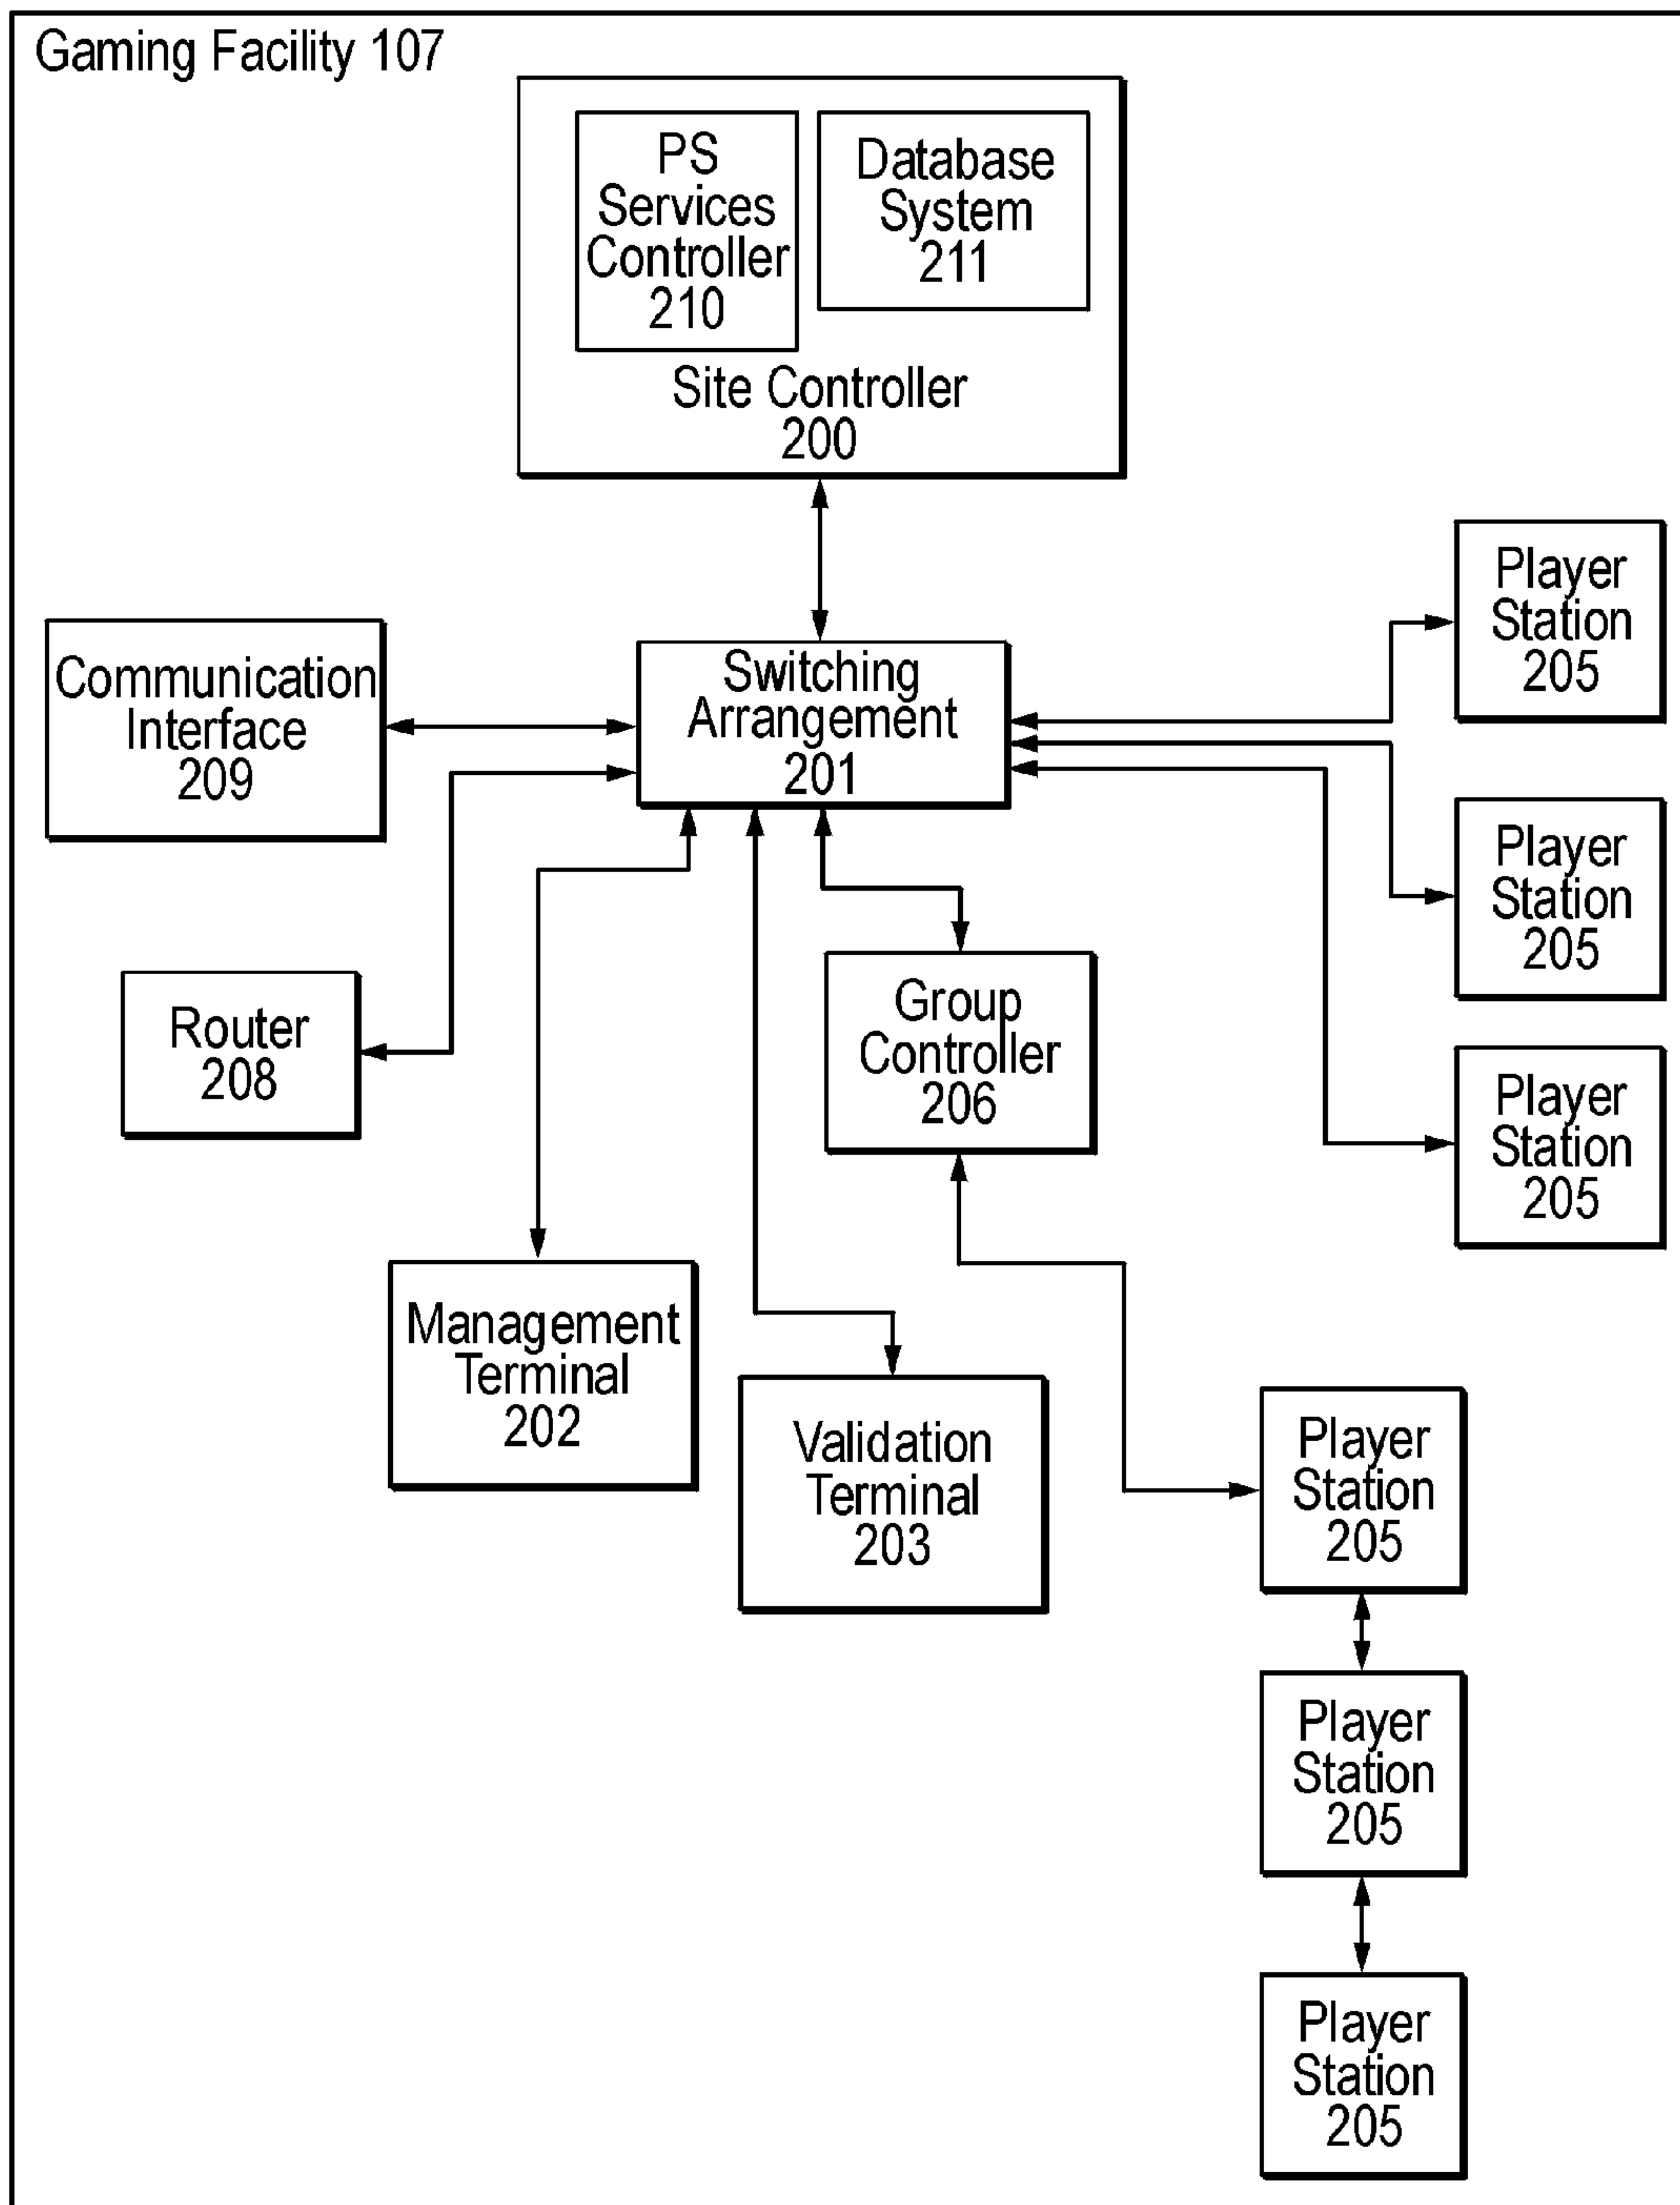 Gaming Facility 107
PS
Services
Controller
210
Database
System
211
Site Controller
200
Communication
Interface
209
Switching
Arrangement
201
Player
Station
205
Player
Station
205
Router
208
Group
Controller
206
Player
Station
205
Management
Terminal
202
Validation
Terminal
203
Player
Station
205
Player
Station
205
Player
Station
205